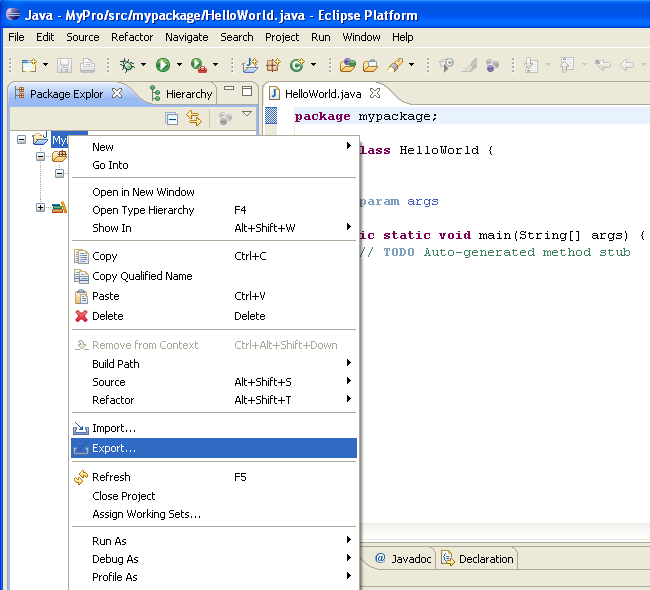 Java - MyPro/src/mypackage/HelloWorld.java - Eclipse Platform
File Edit Source Refactor Navigate Search Project Run Window Help
Package Explor Hierarchy
HelloWorld.java
package mypackage;
lass HelloWorld {
param args
ic static void main(String[] args) {
// TODO Auto-generated method stub
My
New
Go Into
Open in New Window
Open Type Hierarchy F4
Show In Alt+Shift+W
Copy Ctrl+C
Copy Qualified Name
Paste Ctrl+V
Delete Delete
Remove from Context Ctrl+Alt+Shift+Down
Build Path
Source Alt+Shift+S
Refactor Alt+Shift+T
Import...
Export...
Refresh F5
Close Project
Assign Working Sets...
Run As
Debug As
Profile As
@ Javadoc Declaration